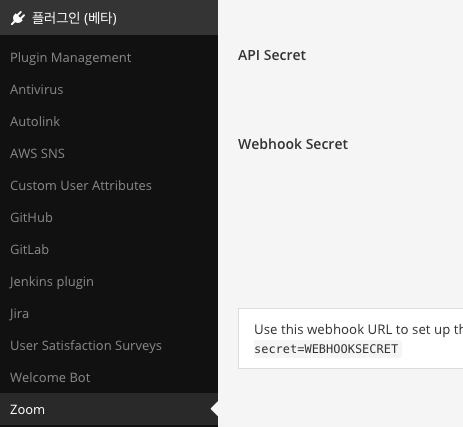 플러그인 (베타)
Plugin Management
Antivirus
Autolink
AWS SNS
Custom User Attributes
GitHub
GitLab
Jenkins plugin
Jira
User Satisfaction Surveys
Welcome Bot
Zoom
API Secret
Webhook Secret
Use this webhook URL to set up th
secret=WEBHOOKSECRET